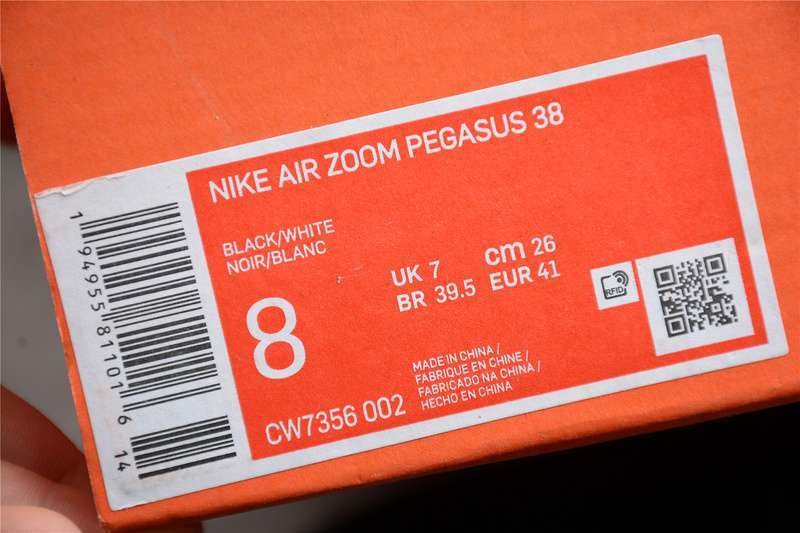 NIKE AIR ZOOM PEGASUS 38
BLACK/WHITE
NOIR/BLANC
8
UK 7
cm 26
BR 39.5
EUR 41
RFID
CW7356 002
MADE IN CHINA /
FABRIQUE EN CHINE /
FABRICADO NA CHINA /
HECHO EN CHINA
1 94955 81101 6 14